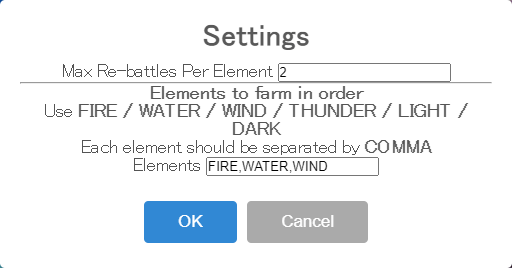 Settings
Max Re-battles Per Element 2
Elements to farm in order
Use FIRE / WATER / WIND / THUNDER / LIGHT /
DARK
Each element should be separated by COMMA
Elements FIRE,WATER,WIND
OK Cancel